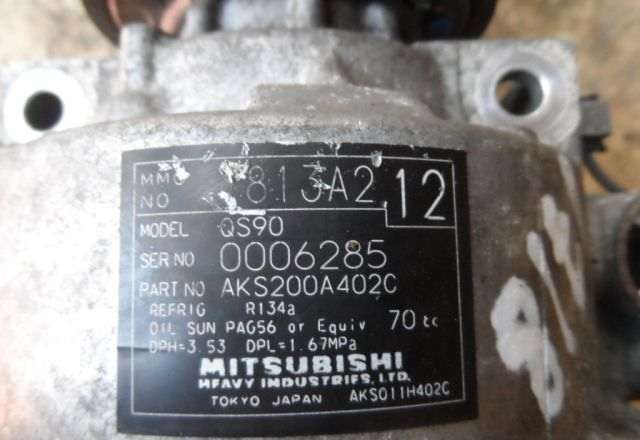 MMC
NO 813A2 12
MODEL QS90
SER NO 0006285
PART NO AKS200A402C
REFRIG R134a
OIL SUN PAG56 or Equiv 70 cc
DPH=3.53 DPL=1.67MPa
MITSUBISHI
HEAVY INDUSTRIES, LTD.
TOKYO JAPAN AKS011H402C